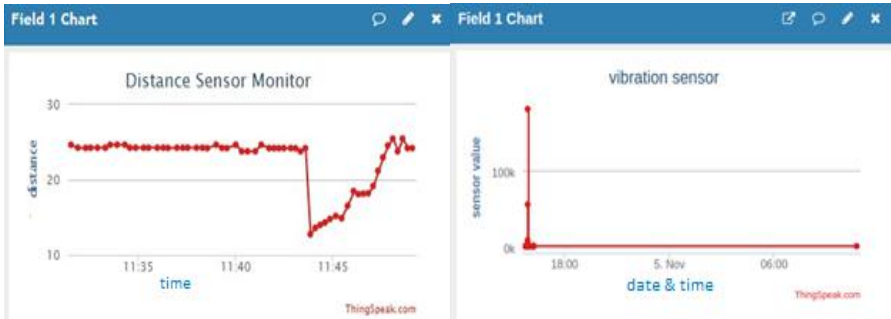 Field 1 Chart
Distance Sensor Monitor
30
20
10
distance
11:35
11:40
11:45
time
ThingSpeak.com
Field 1 Chart
vibration sensor
100k
0k
sensor value
18:00
5. Nov
06:00
date & time
ThingSpeak.com